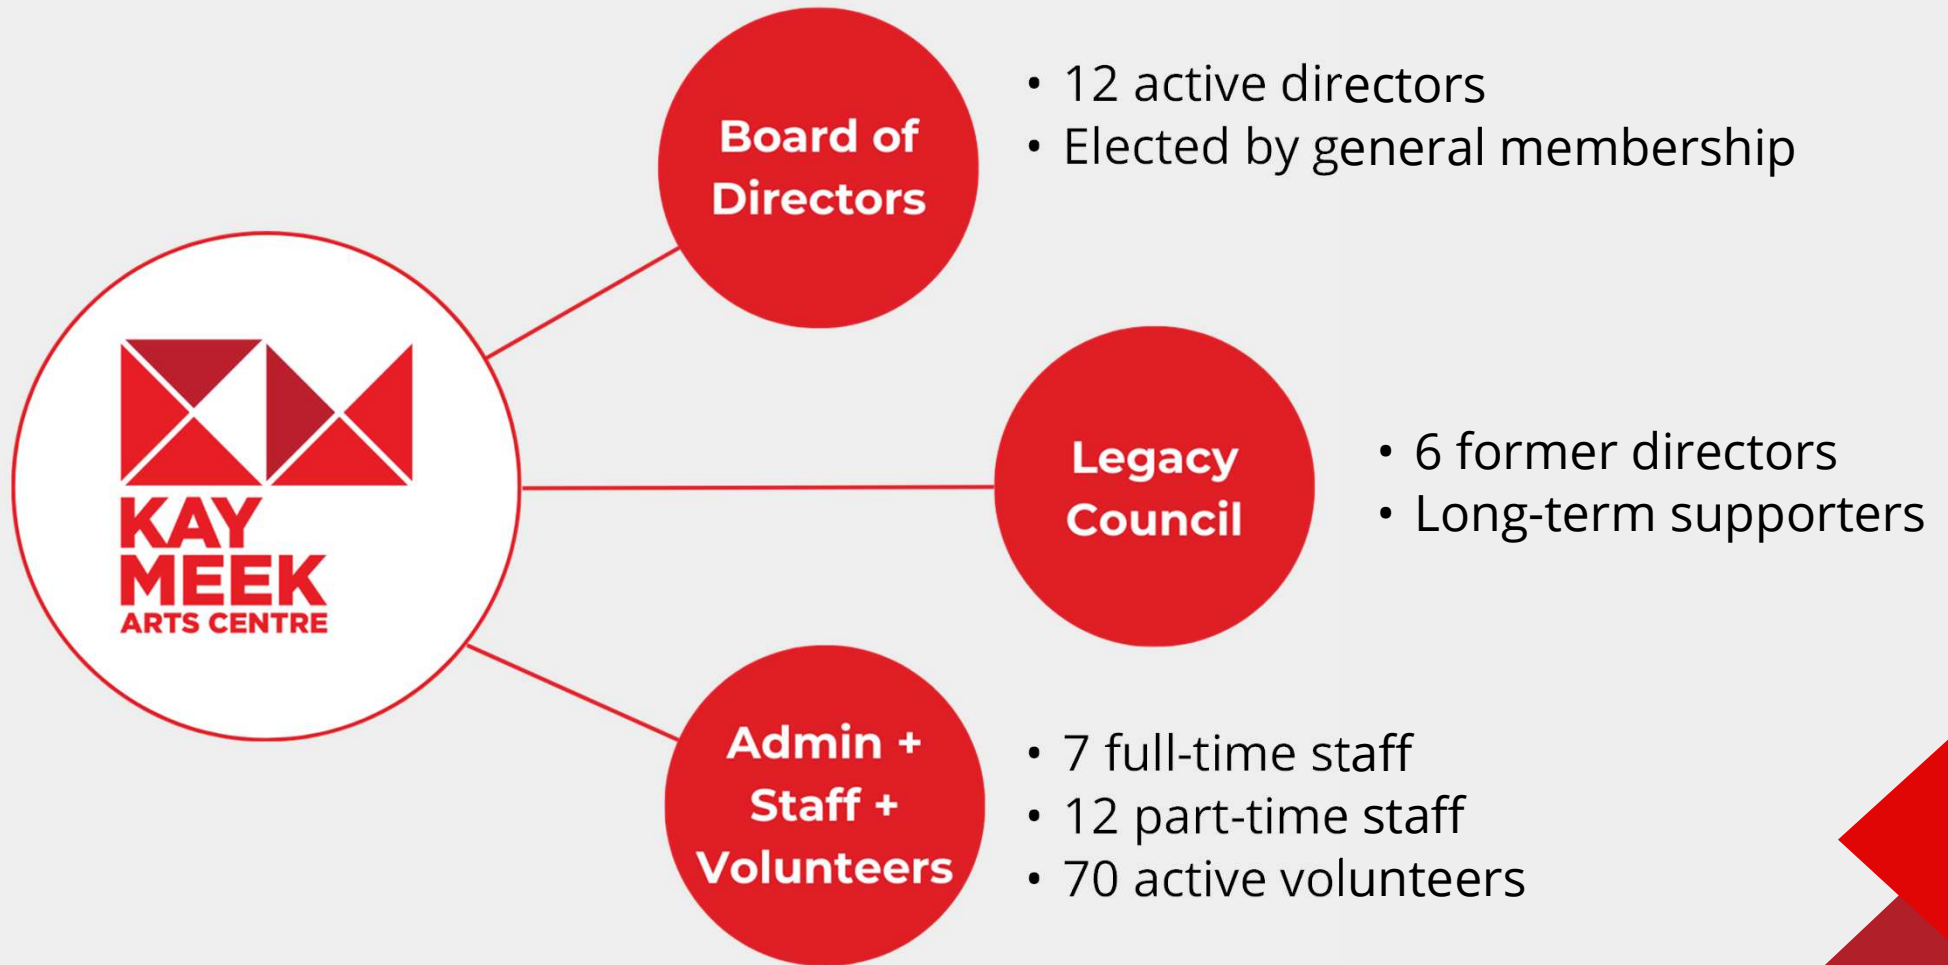 KAY
MEEK
ARTS CENTRE
Board of
Directors
• 12 active directors
• Elected by general membership
Legacy
Council
• 6 former directors
• Long-term supporters
Admin +
Staff +
Volunteers
• 7 full-time staff
• 12 part-time staff
• 70 active volunteers